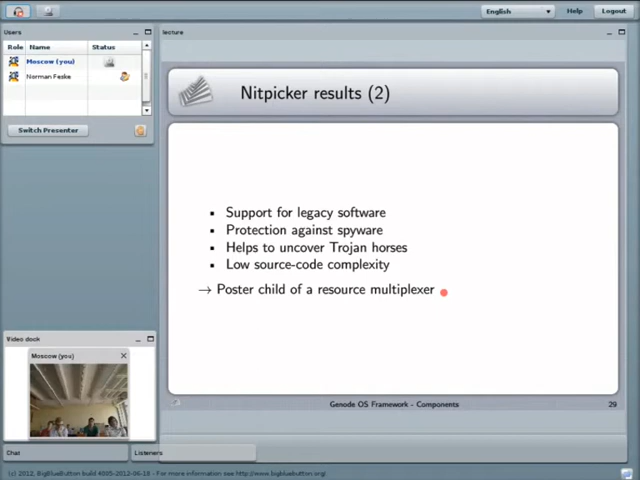 English
Help
Logout
Users
lecture
Role Name Status
Moscow (you)
Norman Feske
Switch Presenter
Nitpicker results (2)
Support for legacy software
Protection against spyware
Helps to uncover Trojan horses
Low source-code complexity
→ Poster child of a resource multiplexer
Genode OS Framework - Components
29
Video dock
Moscow (you)
Chat
Listeners
(c) 2012, BigBlueButton build 4005-2012-06-19 - For more information see http://www.bigbluebutton.org/